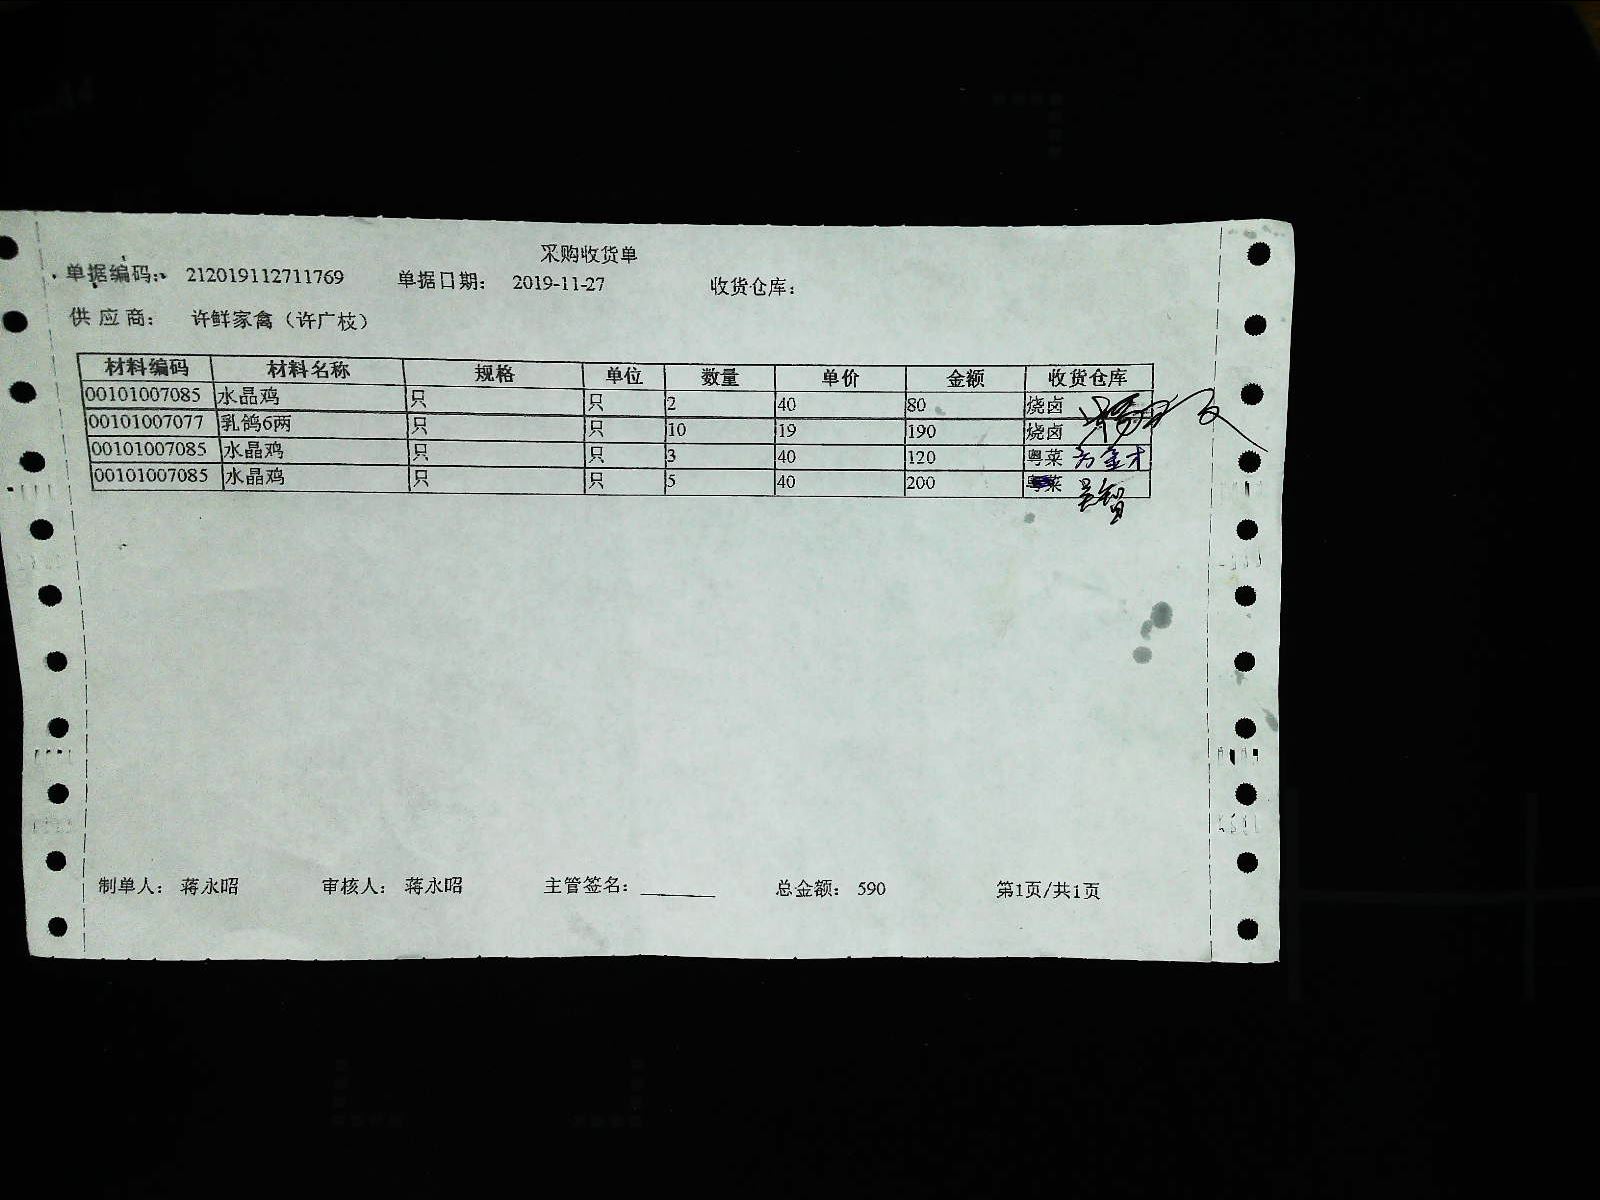 采购收货单
单据编码： 212019112711769 单据日期： 2019-11-27 收货仓库：
供应商： 许鲜家禽（许广枝）
材料编码 材料名称 规格 单位 数量 单价 金额 收货仓库
00101007085 水晶鸡 只 只 2 40 80 烧卤
00101007077 乳鸽6两 只 只 10 19 190 烧卤
00101007085 水晶鸡 只 只 3 40 120 粤菜
00101007085 水晶鸡 只 只 5 40 200 粤菜
制单人： 蒋永昭 审核人： 蒋永昭 主管签名： ______ 总金额： 590 第1页/共1页